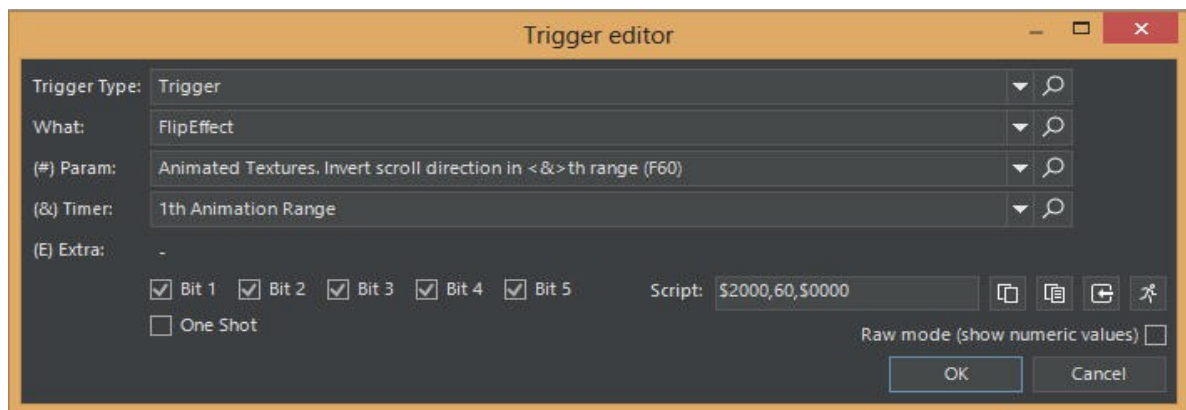 Trigger editor
Trigger Type: Trigger
What: FlipEffect
(#) Param: Animated Textures. Invert scroll direction in <&>th range (F60)
(&) Timer: 1th Animation Range
(E) Extra: -
Bit 1 Bit 2 Bit 3 Bit 4 Bit 5 Script: $2000,60,$0000
One Shot
Raw mode (show numeric values)
OK Cancel